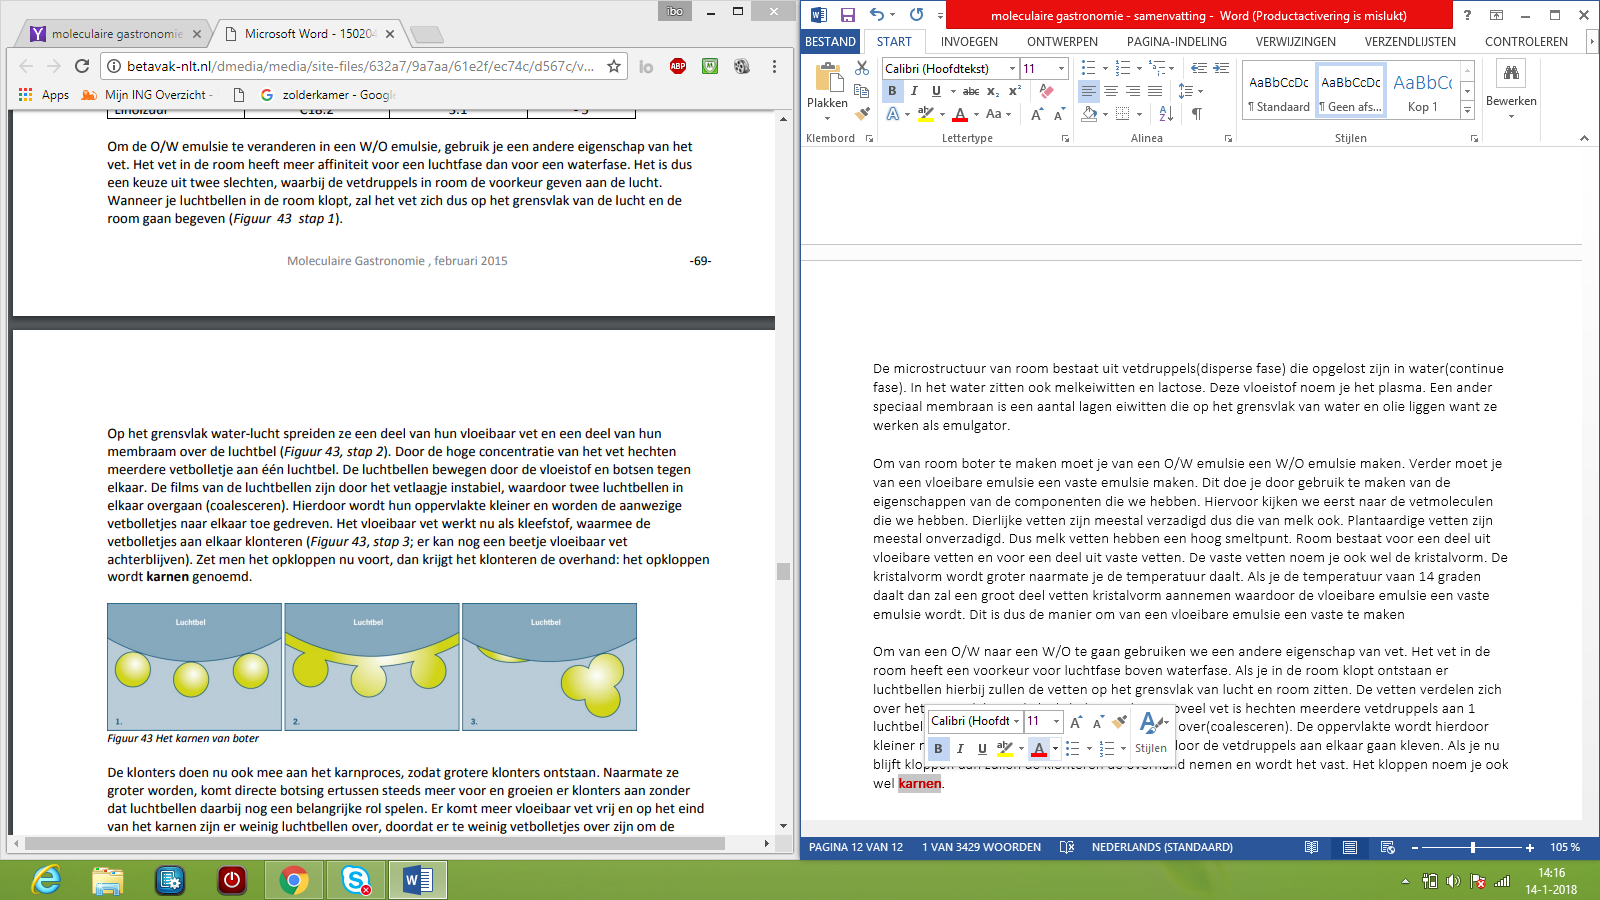 ibo
moleculaire gastronomie
Microsoft Word - 150204
betavak-nlt.nl/dmedia/media/site-files/632a7/9a7aa/61e2f/ec74c/d567c/v...
Apps
Mijn ING Overzicht -
zolderkamer - Google
Linolzuur C18:2 3.1 - 5
Om de O/W emulsie te veranderen in een W/O emulsie, gebruik je een andere eigenschap van het
vet. Het vet in de room heeft meer affiniteit voor een luchtfase dan voor een waterfase. Het is dus
een keuze uit twee slechten, waarbij de vetdruppels in room de voorkeur geven aan de lucht.
Wanneer je luchtbellen in de room klopt, zal het vet zich dus op het grensvlak van de lucht en de
room gaan begeven (Figuur 43 stap 1).
Moleculaire Gastronomie , februari 2015 -69-
Op het grensvlak water-lucht spreiden ze een deel van hun vloeibaar vet en een deel van hun
membraam over de luchtbel (Figuur 43, stap 2). Door de hoge concentratie van het vet hechten
meerdere vetbolletje aan één luchtbel. De luchtbellen bewegen door de vloeistof en botsen tegen
elkaar. De films van de luchtbellen zijn door het vetlaagje instabiel, waardoor twee luchtbellen in
elkaar overgaan (coalesceren). Hierdoor wordt hun oppervlakte kleiner en worden de aanwezige
vetbolletjes naar elkaar toe gedreven. Het vloeibaar vet werkt nu als kleefstof, waarmee de
vetbolletjes aan elkaar klonteren (Figuur 43, stap 3; er kan nog een beetje vloeibaar vet
achterblijven). Zet men het opkloppen nu voort, dan krijgt het klonteren de overhand: het opkloppen
wordt karnen genoemd.
Luchtbel Luchtbel Luchtbel
1. 2. 3.
Figuur 43 Het karnen van boter
De klonters doen nu ook mee aan het karnproces, zodat grotere klonters ontstaan. Naarmate ze
groter worden, komt directe botsing ertussen steeds meer voor en groeien er klonters aan zonder
dat luchtbellen daarbij nog een belangrijke rol spelen. Er komt meer vloeibaar vet vrij en op het eind
van het karnen zijn er weinig luchtbellen over, doordat er te weinig vetbolletjes over zijn om de
moleculaire gastronomie - samenvatting - Word (Productactivering is mislukt)
BESTAND START INVOEGEN ONTWERPEN PAGINA-INDELING VERWIJZINGEN VERZENDLIJSTEN CONTROLEREN
Plakken
Calibri (Hoofdtekst) 11
B I U abc x₂ x²
A ab A Aa A A
AaBbCcDc AaBbCcDc AaBbCc
¶ Standaard ¶ Geen afs... Kop 1
Bewerken
Klembord Lettertype Alinea Stijlen
De microstructuur van room bestaat uit vetdruppels(disperse fase) die opgelost zijn in water(continue
fase). In het water zitten ook melkeiwitten en lactose. Deze vloeistof noem je het plasma. Een ander
speciaal membraan is een aantal lagen eiwitten die op het grensvlak van water en olie liggen want ze
werken als emulgator.
Om van room boter te maken moet je van een O/W emulsie een W/O emulsie maken. Verder moet je
van een vloeibare emulsie een vaste emulsie maken. Dit doe je door gebruik te maken van de
eigenschappen van de componenten die we hebben. Hiervoor kijken we eerst naar de vetmoleculen
die we hebben. Dierlijke vetten zijn meestal verzadigd dus die van melk ook. Plantaardige vetten zijn
meestal onverzadigd. Dus melk vetten hebben een hoog smeltpunt. Room bestaat voor een deel uit
vloeibare vetten en voor een deel uit vaste vetten. De vaste vetten noem je ook wel de kristalvorm. De
kristalvorm wordt groter naarmate je de temperatuur daalt. Als je de temperatuur vaan 14 graden
daalt dan zal een groot deel vetten kristalvorm aannemen waardoor de vloeibare emulsie een vaste
emulsie wordt. Dit is dus de manier om van een vloeibare emulsie een vaste te maken
Om van een O/W naar een W/O te gaan gebruiken we een andere eigenschap van vet. Het vet in de
room heeft een voorkeur voor luchtfase boven waterfase. Als je in de room klopt ontstaan er
luchtbellen hierbij zullen de vetten op het grensvlak van lucht en room zitten. De vetten verdelen zich
over het oveel vet is hechten meerdere vetdruppels aan 1
luchtbel over(coalesceren). De oppervlakte wordt hierdoor
kleiner door de vetdruppels aan elkaar gaan kleven. Als je nu
blijft kloppen dan zullen de klonteren de overhand nemen en wordt het vast. Het kloppen noem je ook
wel karnen.
Calibri (Hoofdt 11 A A
B I U ab A Stijlen
PAGINA 12 VAN 12 1 VAN 3429 WOORDEN NEDERLANDS (STANDAARD) 105 %
14:16
14-1-2018